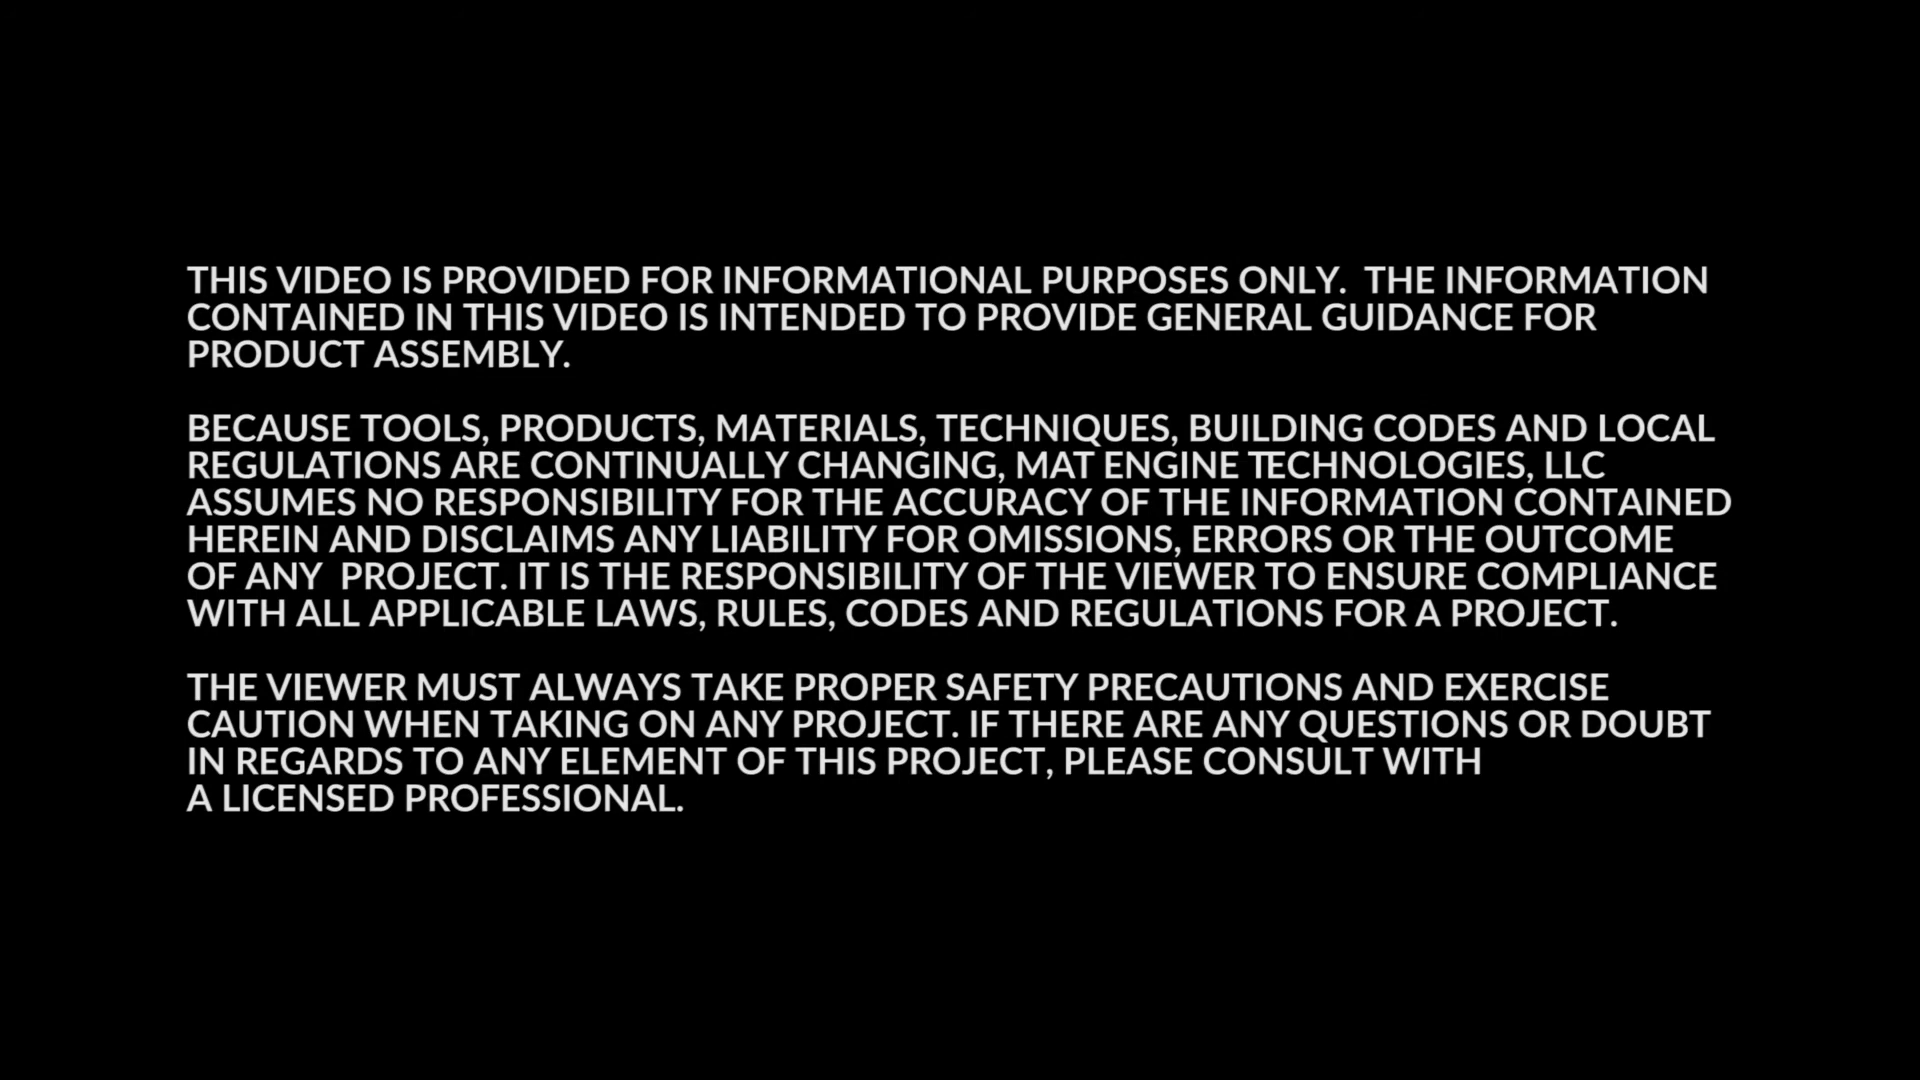 THIS VIDEO IS PROVIDED FOR INFORMATIONAL PURPOSES ONLY.  THE INFORMATION
CONTAINED IN THIS VIDEO IS INTENDED TO PROVIDE GENERAL GUIDANCE FOR
PRODUCT ASSEMBLY.
BECAUSE TOOLS, PRODUCTS, MATERIALS, TECHNIQUES, BUILDING CODES AND LOCAL
REGULATIONS ARE CONTINUALLY CHANGING, MAT ENGINE TECHNOLOGIES, LLC
ASSUMES NO RESPONSIBILITY FOR THE ACCURACY OF THE INFORMATION CONTAINED
HEREIN AND DISCLAIMS ANY LIABILITY FOR OMISSIONS, ERRORS OR THE OUTCOME
OF ANY  PROJECT. IT IS THE RESPONSIBILITY OF THE VIEWER TO ENSURE COMPLIANCE
WITH ALL APPLICABLE LAWS, RULES, CODES AND REGULATIONS FOR A PROJECT.
THE VIEWER MUST ALWAYS TAKE PROPER SAFETY PRECAUTIONS AND EXERCISE
CAUTION WHEN TAKING ON ANY PROJECT. IF THERE ARE ANY QUESTIONS OR DOUBT
IN REGARDS TO ANY ELEMENT OF THIS PROJECT, PLEASE CONSULT WITH
A LICENSED PROFESSIONAL.